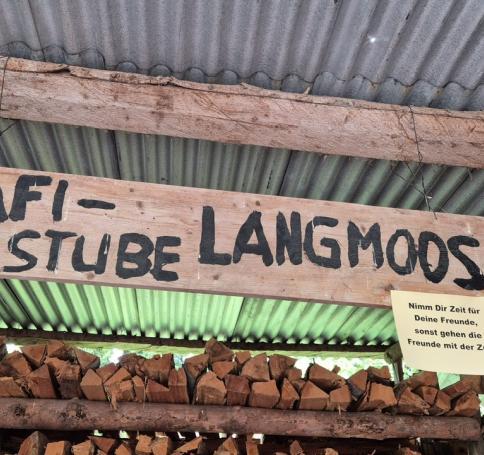 AFI-
STUBE LANGMOOS
Nimm Dir Zeit für
Deine Freunde,
sonst gehen die
Freunde mit der